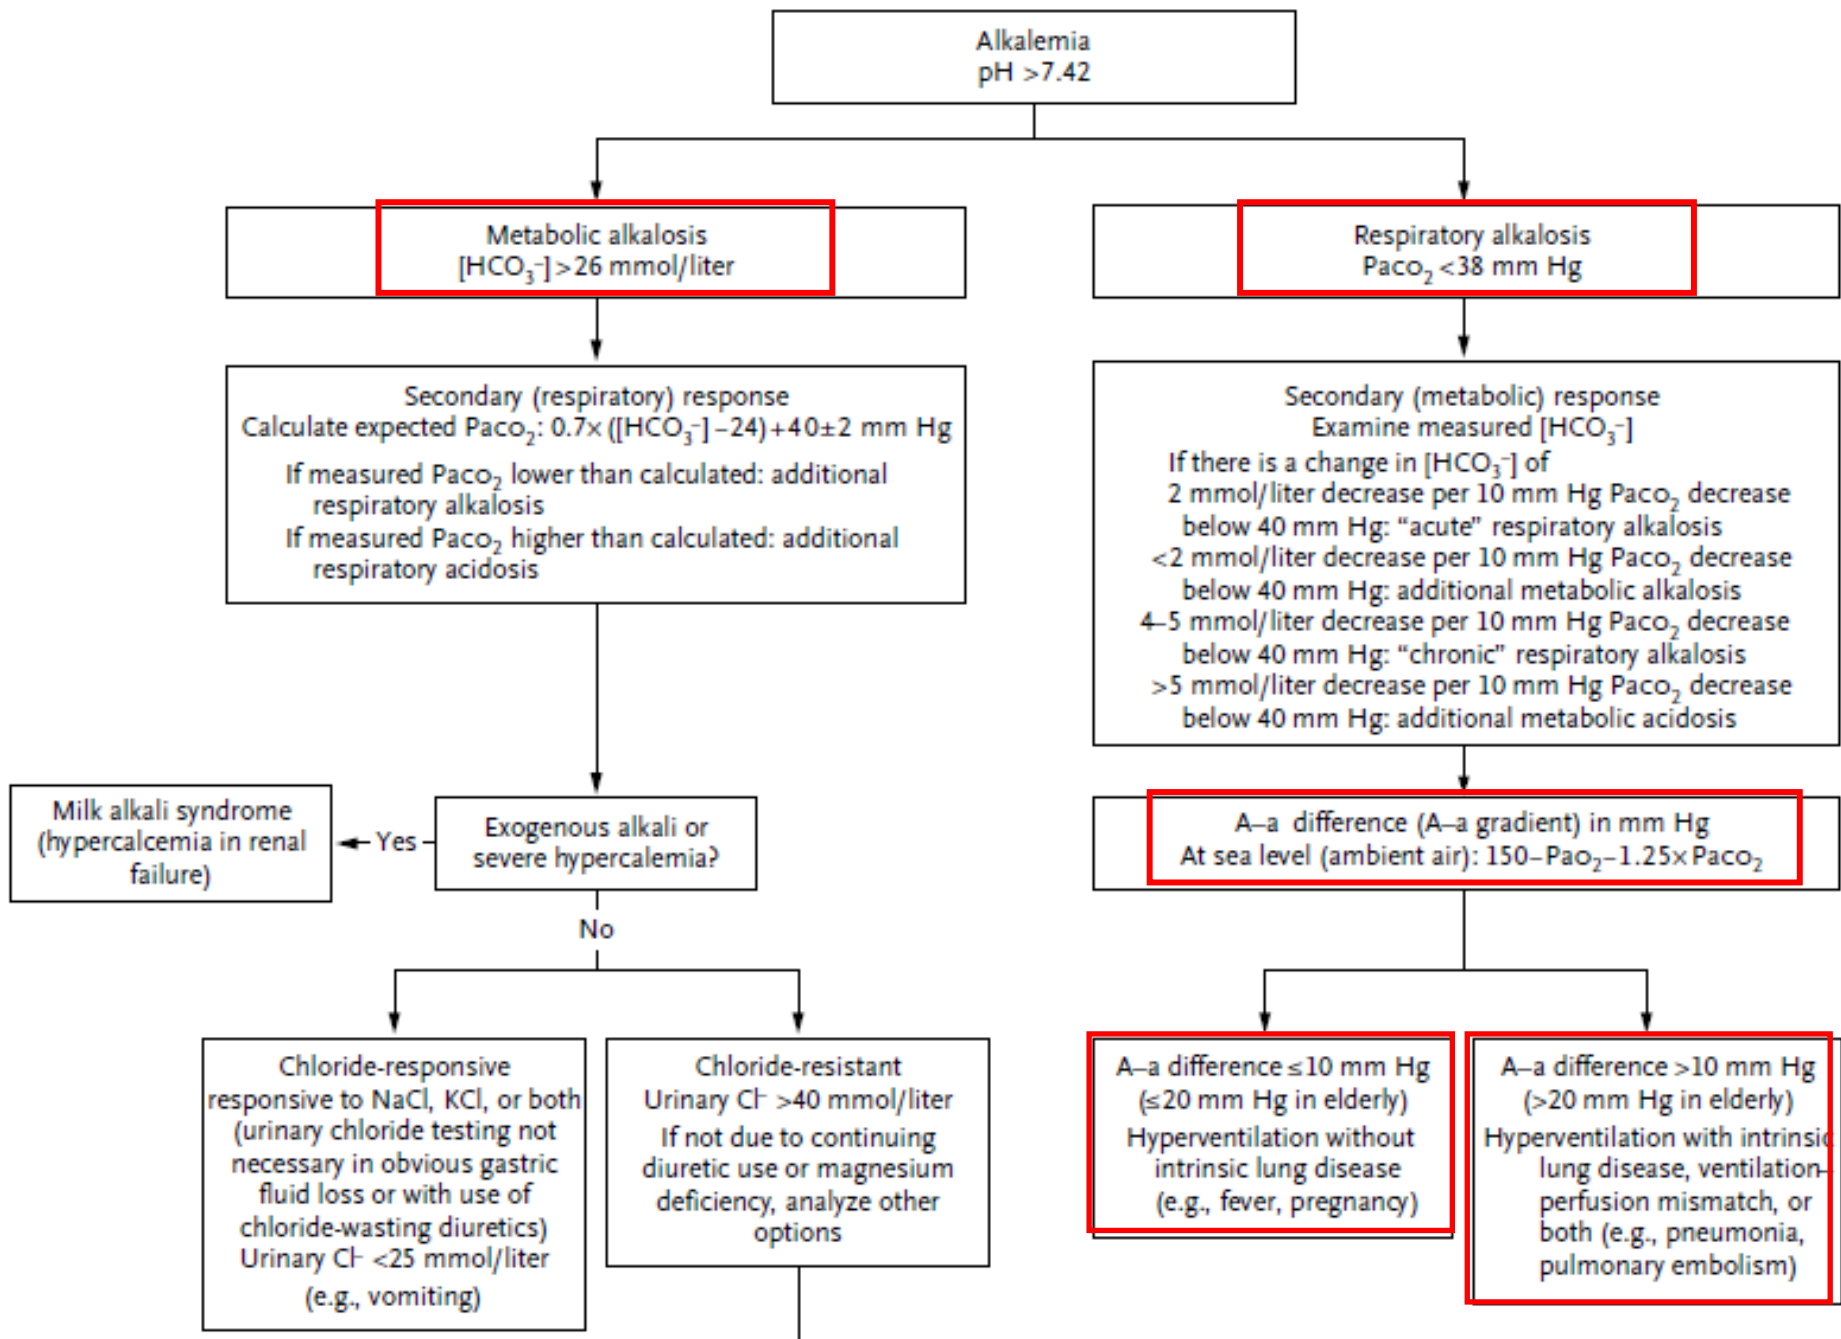 Alkalemia
pH >7.42
Metabolic alkalosis
[HCO₃⁻] >26 mmol/liter
Respiratory alkalosis
Paco₂ <38 mm Hg
Secondary (respiratory) response
Calculate expected Paco₂: 0.7× ([HCO₃⁻] −24)+40±2 mm Hg
If measured Paco₂ lower than calculated: additional
respiratory alkalosis
If measured Paco₂ higher than calculated: additional
respiratory acidosis
Secondary (metabolic) response
Examine measured [HCO₃⁻]
If there is a change in [HCO₃⁻] of
2 mmol/liter decrease per 10 mm Hg Paco₂ decrease
below 40 mm Hg: “acute” respiratory alkalosis
<2 mmol/liter decrease per 10 mm Hg Paco₂ decrease
below 40 mm Hg: additional metabolic alkalosis
4–5 mmol/liter decrease per 10 mm Hg Paco₂ decrease
below 40 mm Hg: “chronic” respiratory alkalosis
>5 mmol/liter decrease per 10 mm Hg Paco₂ decrease
below 40 mm Hg: additional metabolic acidosis
Milk alkali syndrome
(hypercalcemia in renal
failure)
Yes
Exogenous alkali or
severe hypercalemia?
No
A–a difference (A–a gradient) in mm Hg
At sea level (ambient air): 150−Pao₂−1.25× Paco₂
Chloride-responsive
responsive to NaCl, KCl, or both
(urinary chloride testing not
necessary in obvious gastric
fluid loss or with use of
chloride-wasting diuretics)
Urinary Cl⁻ <25 mmol/liter
(e.g., vomiting)
Chloride-resistant
Urinary Cl⁻ >40 mmol/liter
If not due to continuing
diuretic use or magnesium
deficiency, analyze other
options
A–a difference ≤10 mm Hg
(≤20 mm Hg in elderly)
Hyperventilation without
intrinsic lung disease
(e.g., fever, pregnancy)
A–a difference >10 mm Hg
(>20 mm Hg in elderly)
Hyperventilation with intrinsic
lung disease, ventilation–
perfusion mismatch, or
both (e.g., pneumonia,
pulmonary embolism)